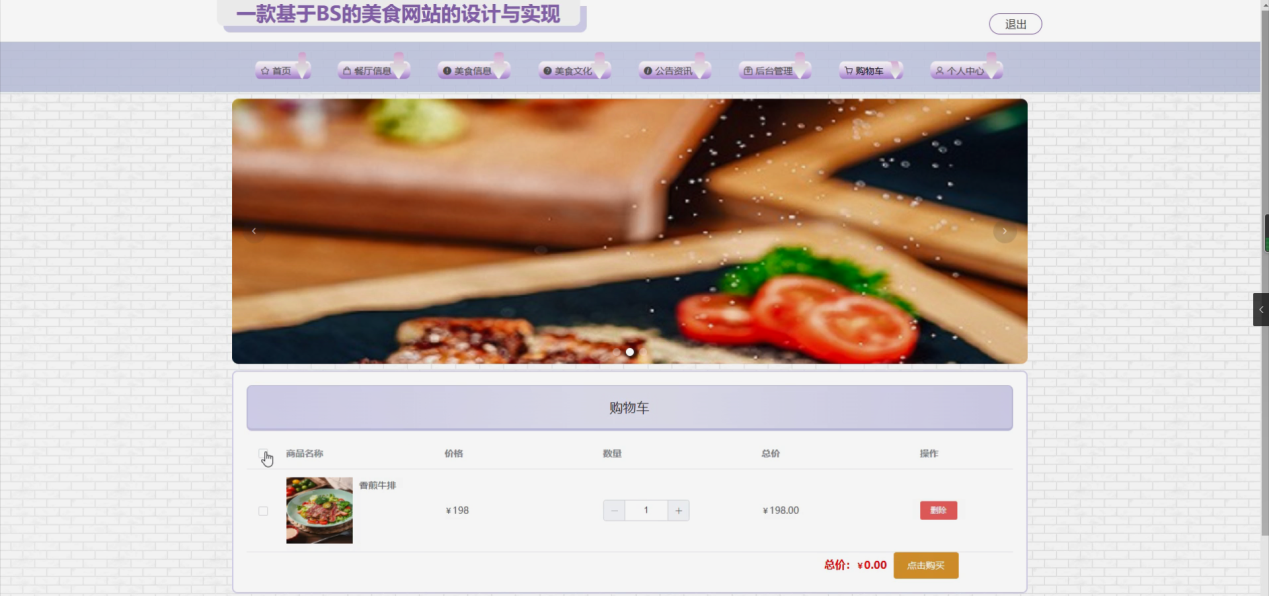 一款基于BS的美食网站的设计与实现
退出
首页 餐厅信息 美食信息 美食文化 公告资讯 后台管理 购物车 个人中心
购物车
商品名称 价格 数量 总价 操作
香煎牛排
¥198 − 1 + ¥198.00 删除
总价：¥0.00 点击购买